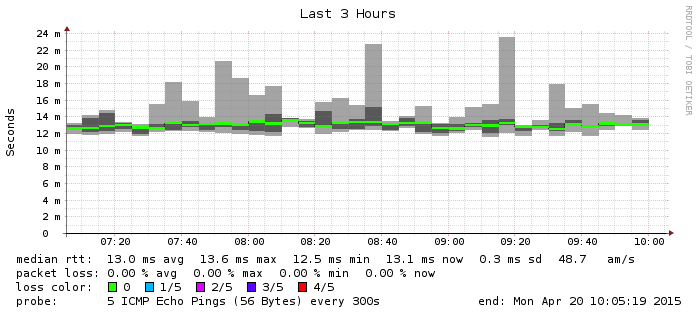 Last 3 Hours
RRDTOOL / TOBI OETIKER
Seconds
24 m
22 m
20 m
18 m
16 m
14 m
12 m
10 m
8 m
6 m
4 m
2 m
0
07:20 07:40 08:00 08:20 08:40 09:00 09:20 09:40 10:00
median rtt: 13.0 ms avg 13.6 ms max 12.5 ms min 13.1 ms now 0.3 ms sd 48.7 am/s
packet loss: 0.00 % avg 0.00 % max 0.00 % min 0.00 % now
loss color: 0 1/5 2/5 3/5 4/5
probe: 5 ICMP Echo Pings (56 Bytes) every 300s end: Mon Apr 20 10:05:19 2015